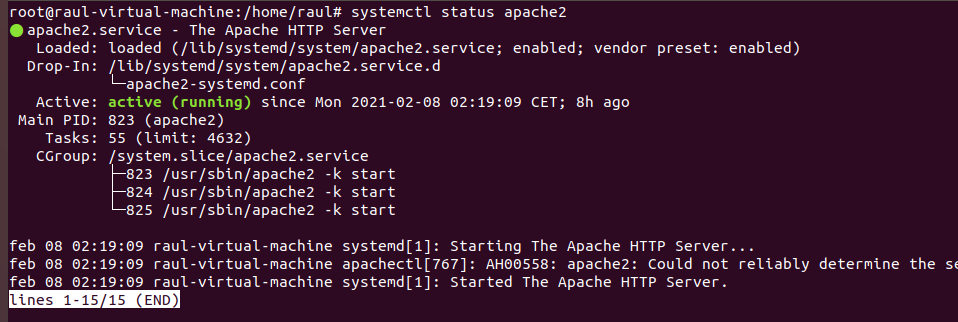 root@raul-virtual-machine:/home/raul# systemctl status apache2
● apache2.service - The Apache HTTP Server
   Loaded: loaded (/lib/systemd/system/apache2.service; enabled; vendor preset: enabled)
  Drop-In: /lib/systemd/system/apache2.service.d
           └─apache2-systemd.conf
   Active: active (running) since Mon 2021-02-08 02:19:09 CET; 8h ago
 Main PID: 823 (apache2)
    Tasks: 55 (limit: 4632)
   CGroup: /system.slice/apache2.service
           ├─823 /usr/sbin/apache2 -k start
           ├─824 /usr/sbin/apache2 -k start
           └─825 /usr/sbin/apache2 -k start

feb 08 02:19:09 raul-virtual-machine systemd[1]: Starting The Apache HTTP Server...
feb 08 02:19:09 raul-virtual-machine apachectl[767]: AH00558: apache2: Could not reliably determine the se
feb 08 02:19:09 raul-virtual-machine systemd[1]: Started The Apache HTTP Server.
lines 1-15/15 (END)